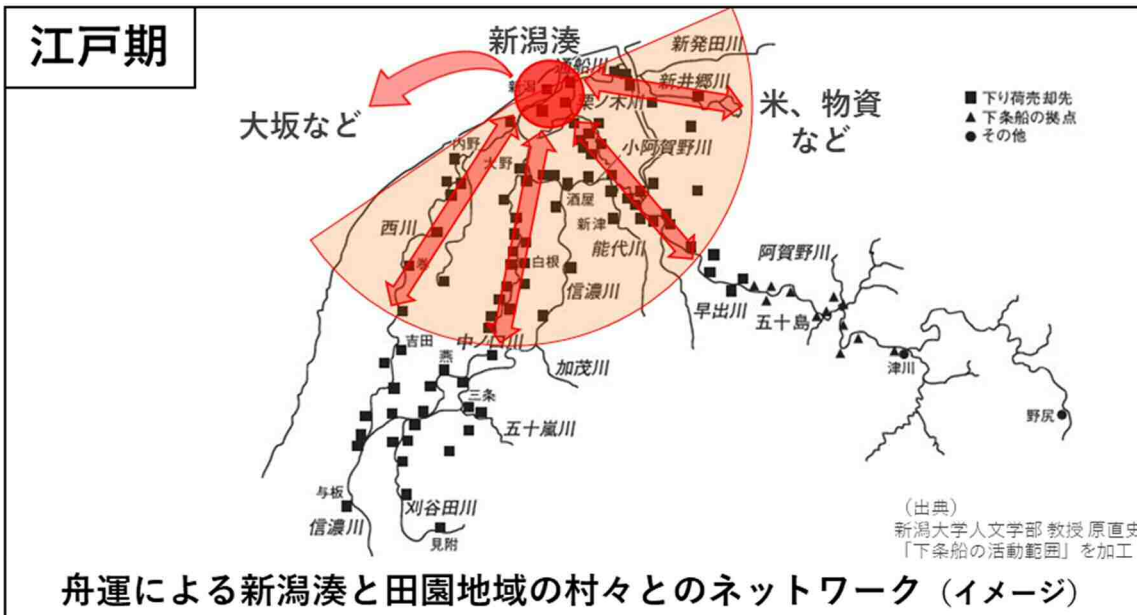 江戸期
新潟湊
大坂など
米、物資
など
■ 下り荷売却先
▲ 下条船の拠点
● その他
新発田川
通船川
新井郷川
新潟
栗ノ木川
小阿賀野川
内野
大野
酒屋
新津
西川
能代川
巻
白根
信濃川
阿賀野川
早出川
五十島
津川
野尻
中ノ口川
吉田
燕
加茂川
三条
五十嵐川
与板
信濃川
刈谷田川
見附
（出典）
新潟大学人文学部 教授 原直史
「下条船の活動範囲」を加工
舟運による新潟湊と田園地域の村々とのネットワーク（イメージ）